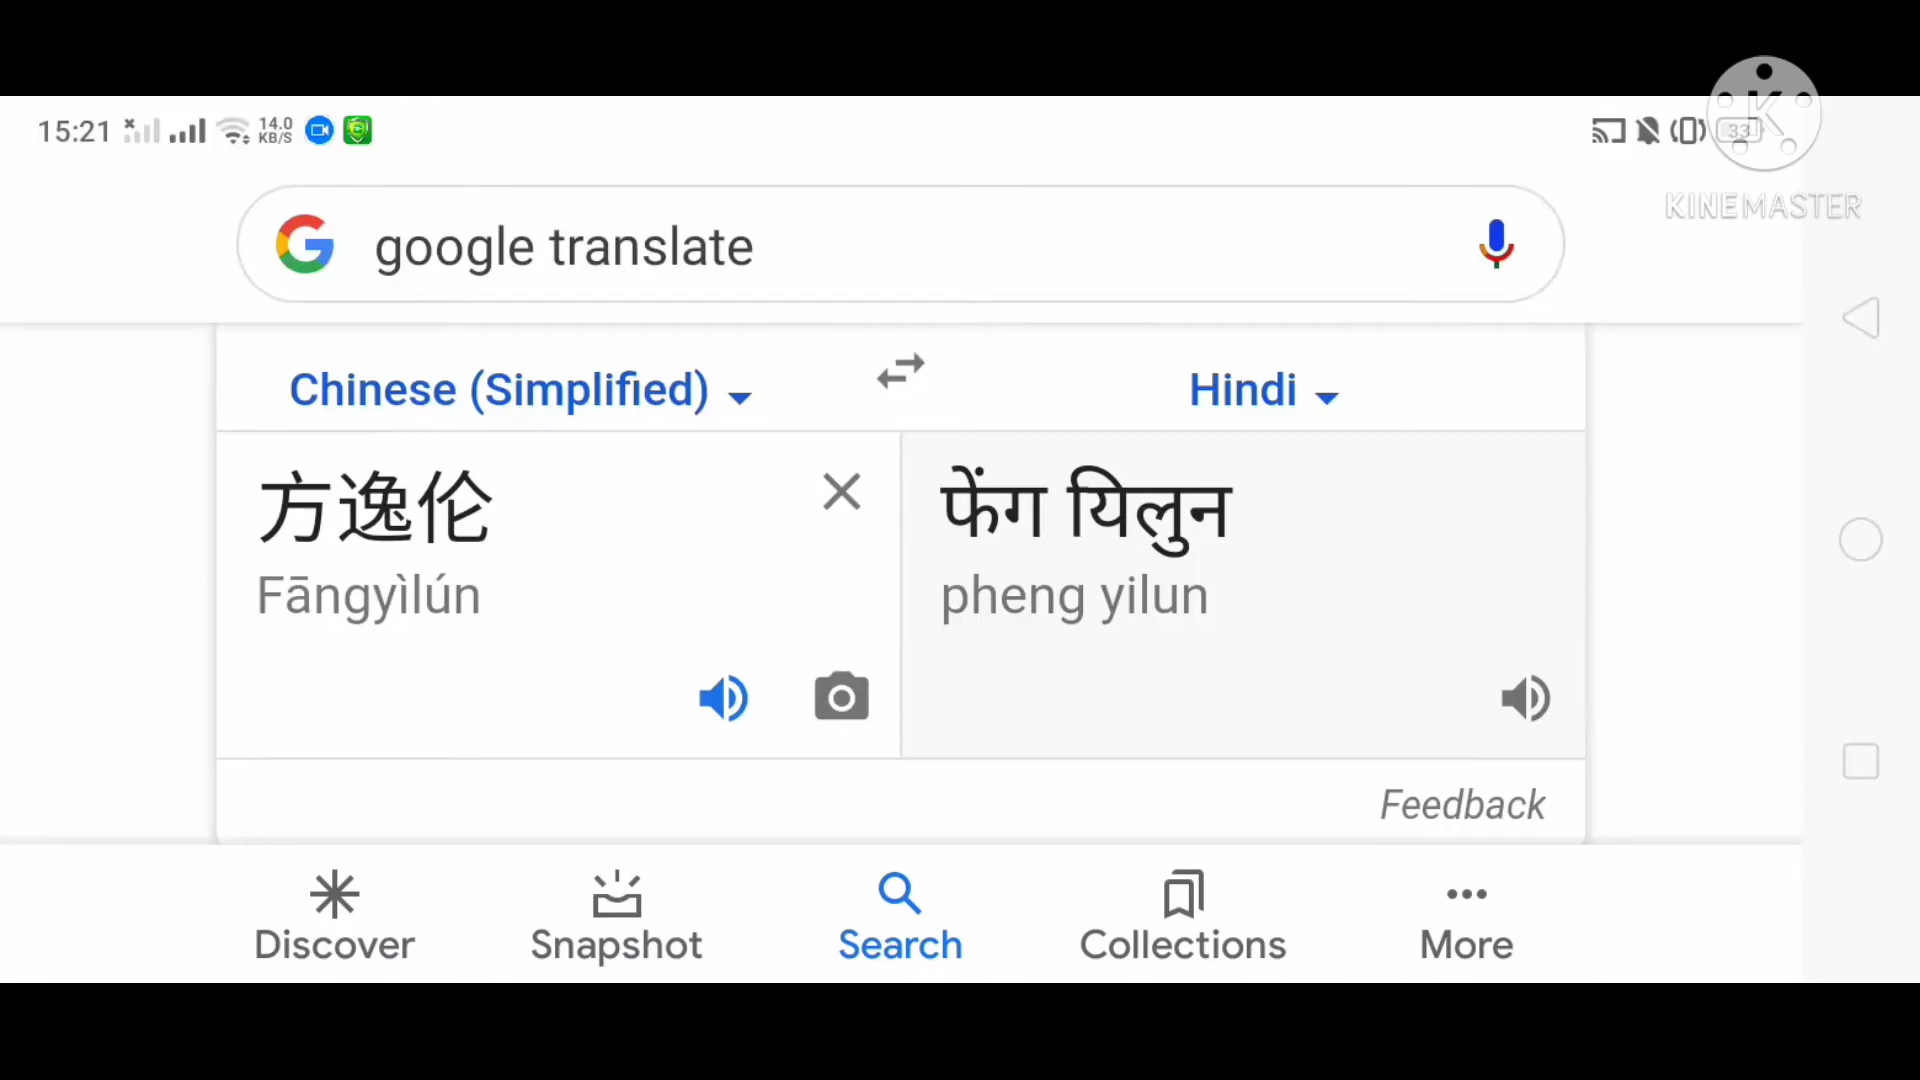 15:21
14.0
KB/S
33
KINEMASTER
google translate
Chinese (Simplified)
Hindi
方逸伦
Fāngyìlún
फेंग यिलुन
pheng yilun
Feedback
Discover
Snapshot
Search
Collections
More